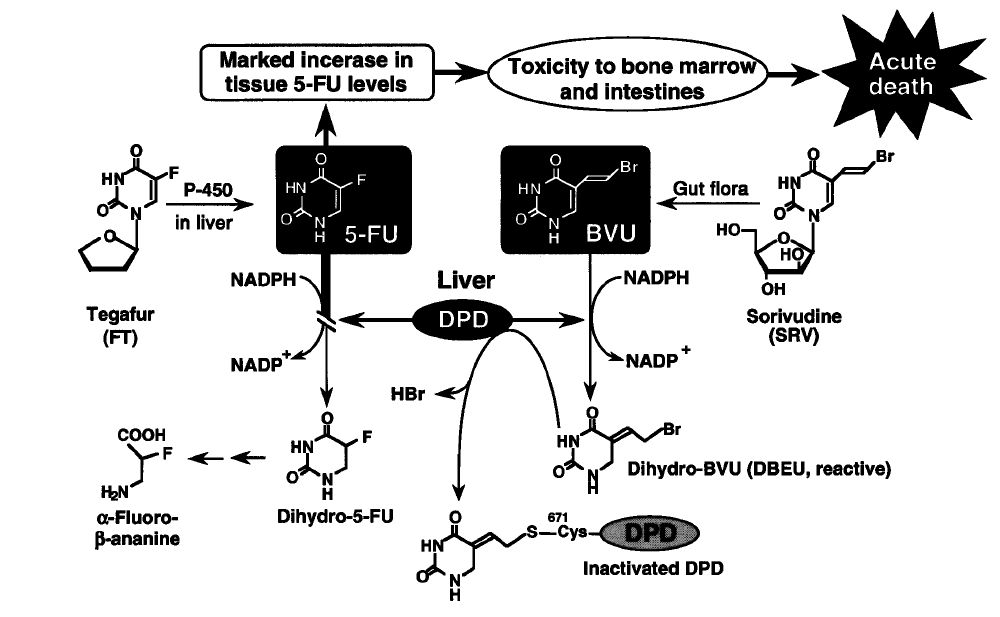 Marked incerase in
tissue 5-FU levels
Toxicity to bone marrow
and intestines
Acute
death
O
HN
F
O
N
O
P-450
in liver
O
HN
F
O
N
H
5-FU
O
Br
HN
O
N
H
BVU
Gut flora
O
Br
HN
O
N
HO
O
HO
OH
Tegafur
(FT)
NADPH
Liver
DPD
NADPH
Sorivudine
(SRV)
NADP+
HBr
NADP+
COOH
F
H2N
α-Fluoro-
β-ananine
O
HN
F
O
N
H
Dihydro-5-FU
O
Br
HN
O
N
H
Dihydro-BVU (DBEU, reactive)
O
HN
O
N
H
S—671Cys—DPD
Inactivated DPD